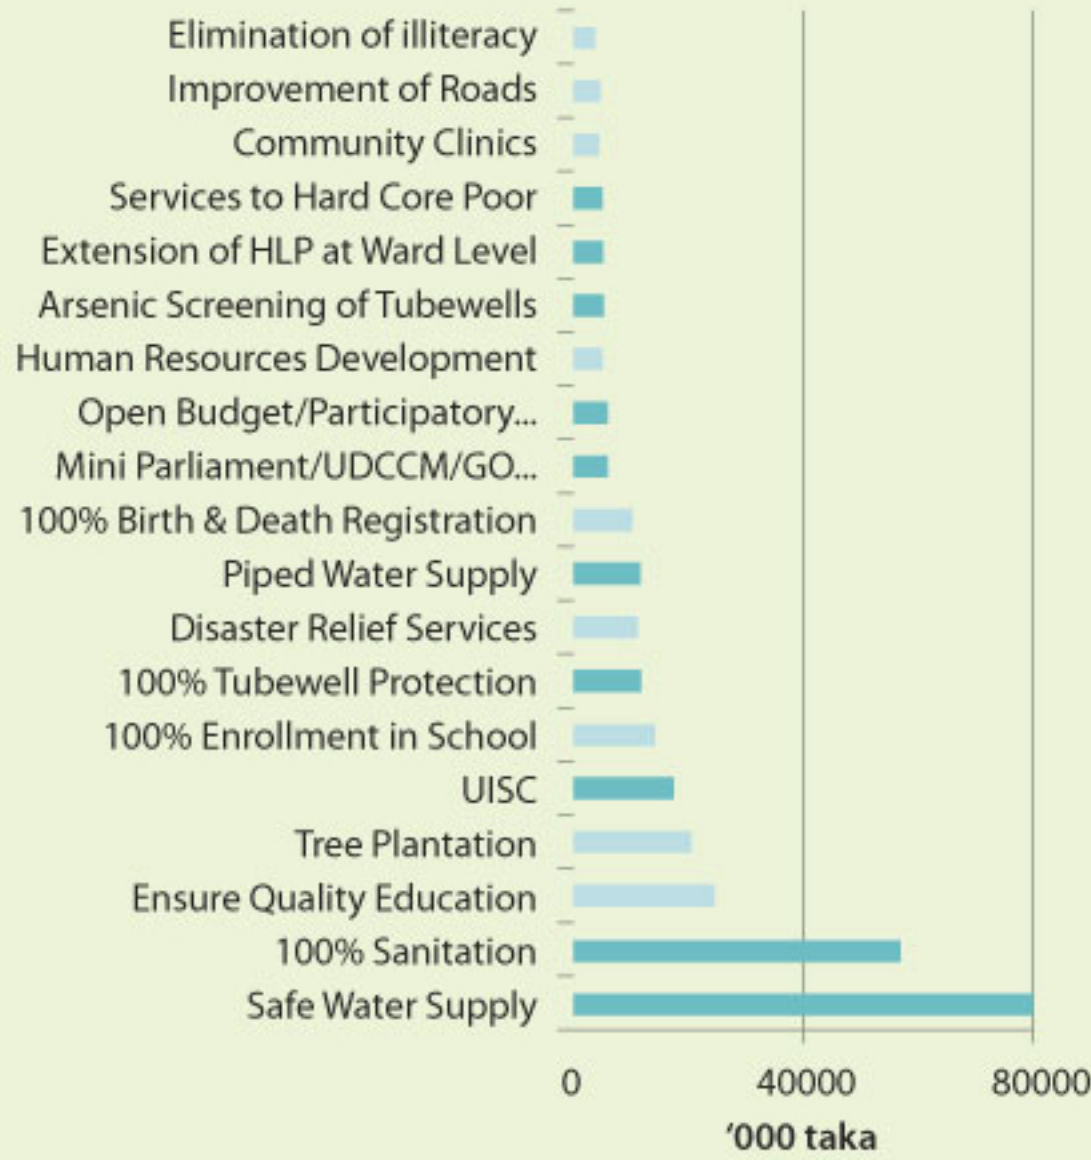 Elimination of illiteracy
Improvement of Roads
Community Clinics
Services to Hard Core Poor
Extension of HLP at Ward Level
Arsenic Screening of Tubewells
Human Resources Development
Open Budget/Participatory...
Mini Parliament/UDCCM/GO...
100% Birth & Death Registration
Piped Water Supply
Disaster Relief Services
100% Tubewell Protection
100% Enrollment in School
UISC
Tree Plantation
Ensure Quality Education
100% Sanitation
Safe Water Supply
0 40000 80000
‘000 taka